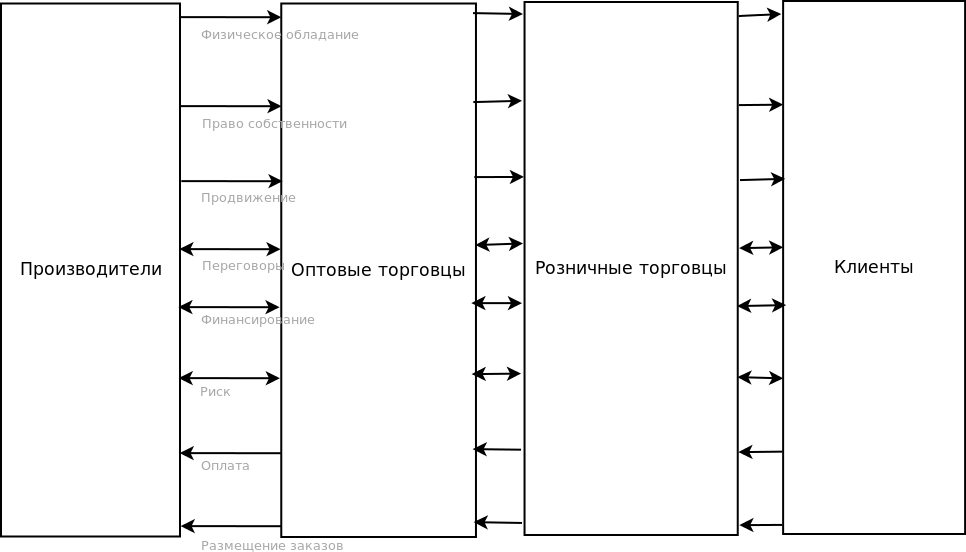 Физическое обладание
Право собственности
Продвижение
Переговоры
Производители
Оптовые торговцы
Розничные торговцы
Клиенты
Финансирование
Риск
Оплата
Размещение заказов